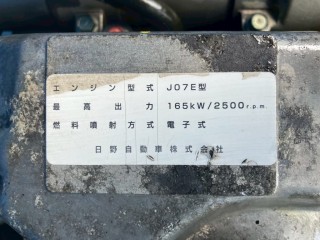 エンジン型式 J07E型
最高出力 165kW/2500r.p.m.
燃料噴射方式 電子式
日野自動車株式会社